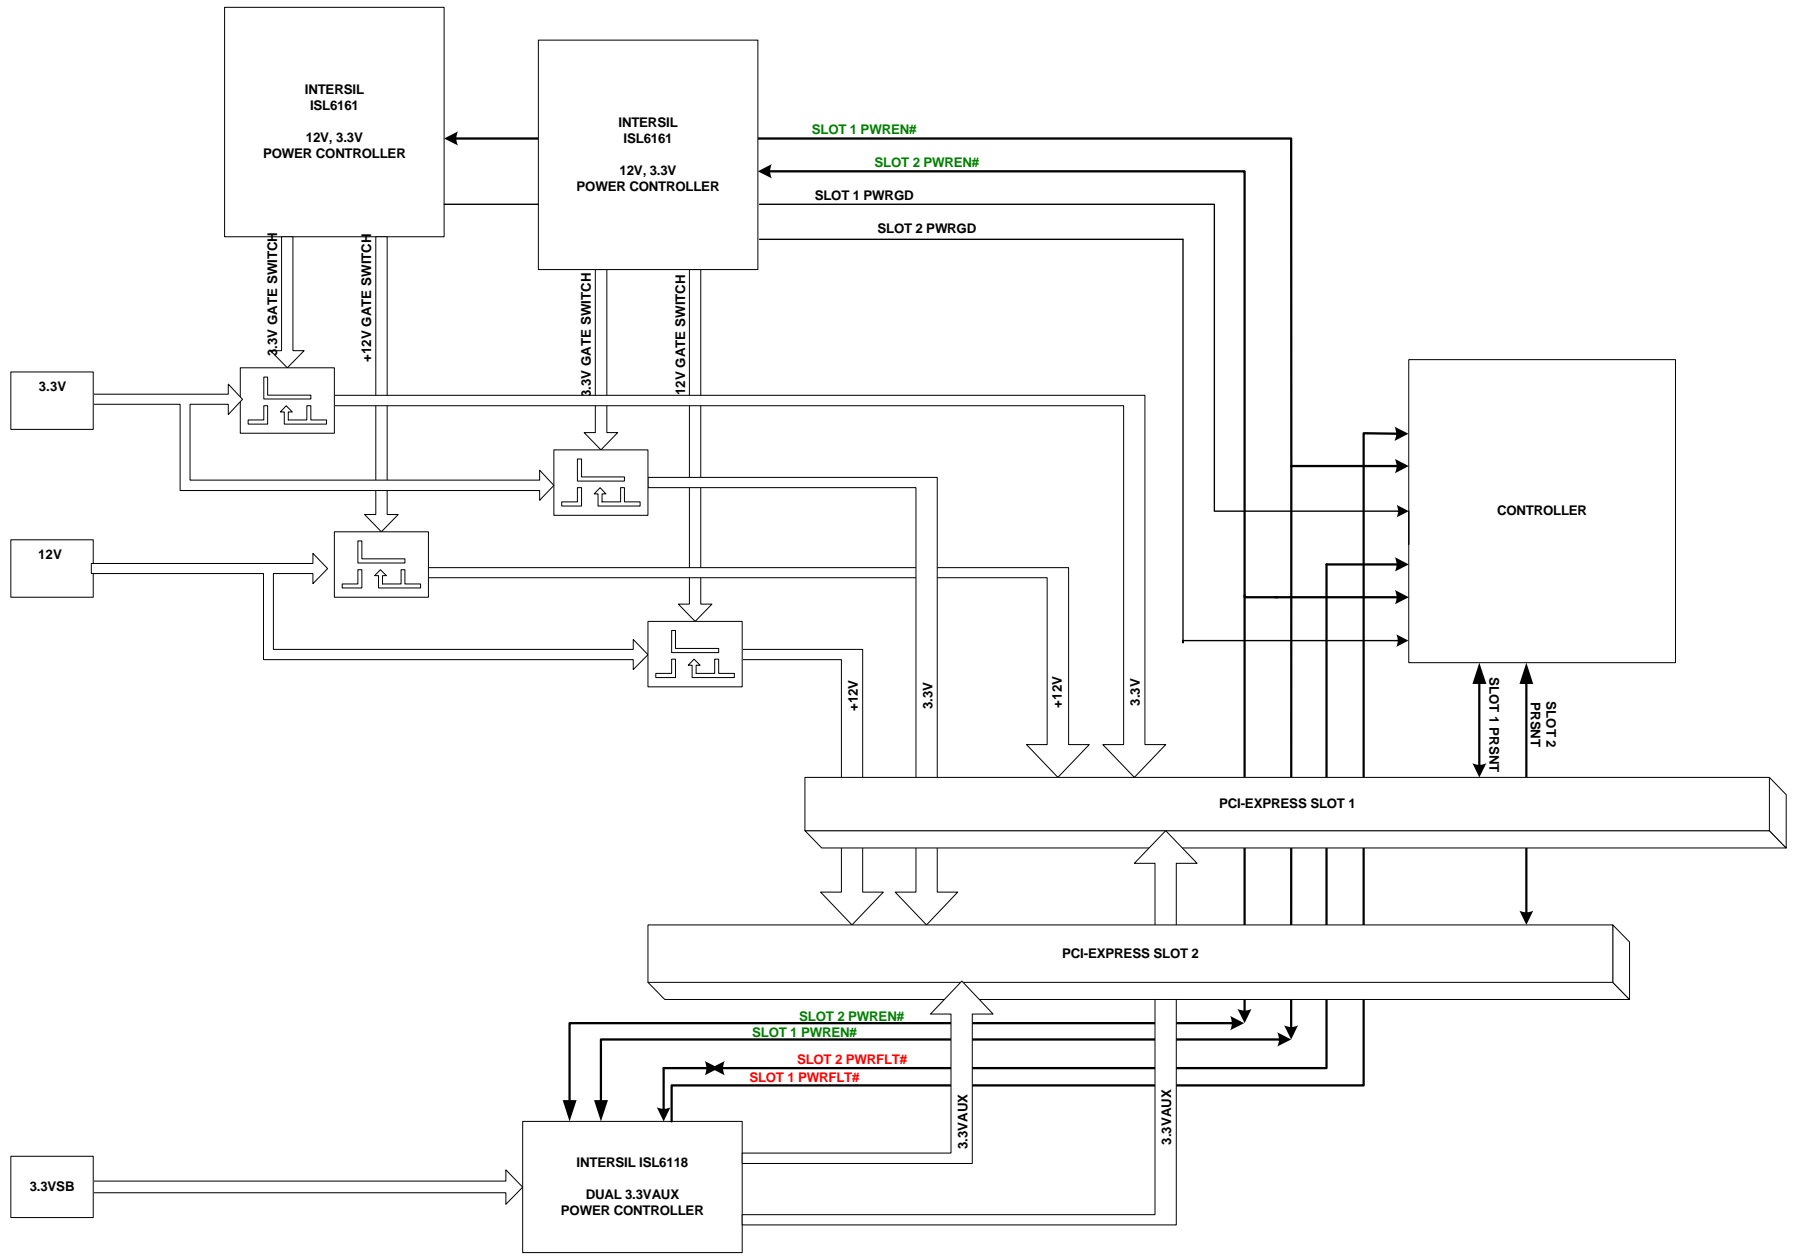 INTERSIL
ISL6161
12V, 3.3V
POWER CONTROLLER
INTERSIL
ISL6161
12V, 3.3V
POWER CONTROLLER
SLOT 1 PWREN#
SLOT 2 PWREN#
SLOT 1 PWRGD
SLOT 2 PWRGD
3.3V GATE SWITCH
+12V GATE SWITCH
3.3V GATE SWITCH
12V GATE SWITCH
3.3V
12V
CONTROLLER
+12V
3.3V
+12V
3.3V
SLOT 1 PRSNT
SLOT 2
PRSNT
PCI-EXPRESS SLOT 1
PCI-EXPRESS SLOT 2
SLOT 2 PWREN#
SLOT 1 PWREN#
SLOT 2 PWRFLT#
SLOT 1 PWRFLT#
3.3VAUX
3.3VAUX
3.3VSB
INTERSIL ISL6118
DUAL 3.3VAUX
POWER CONTROLLER